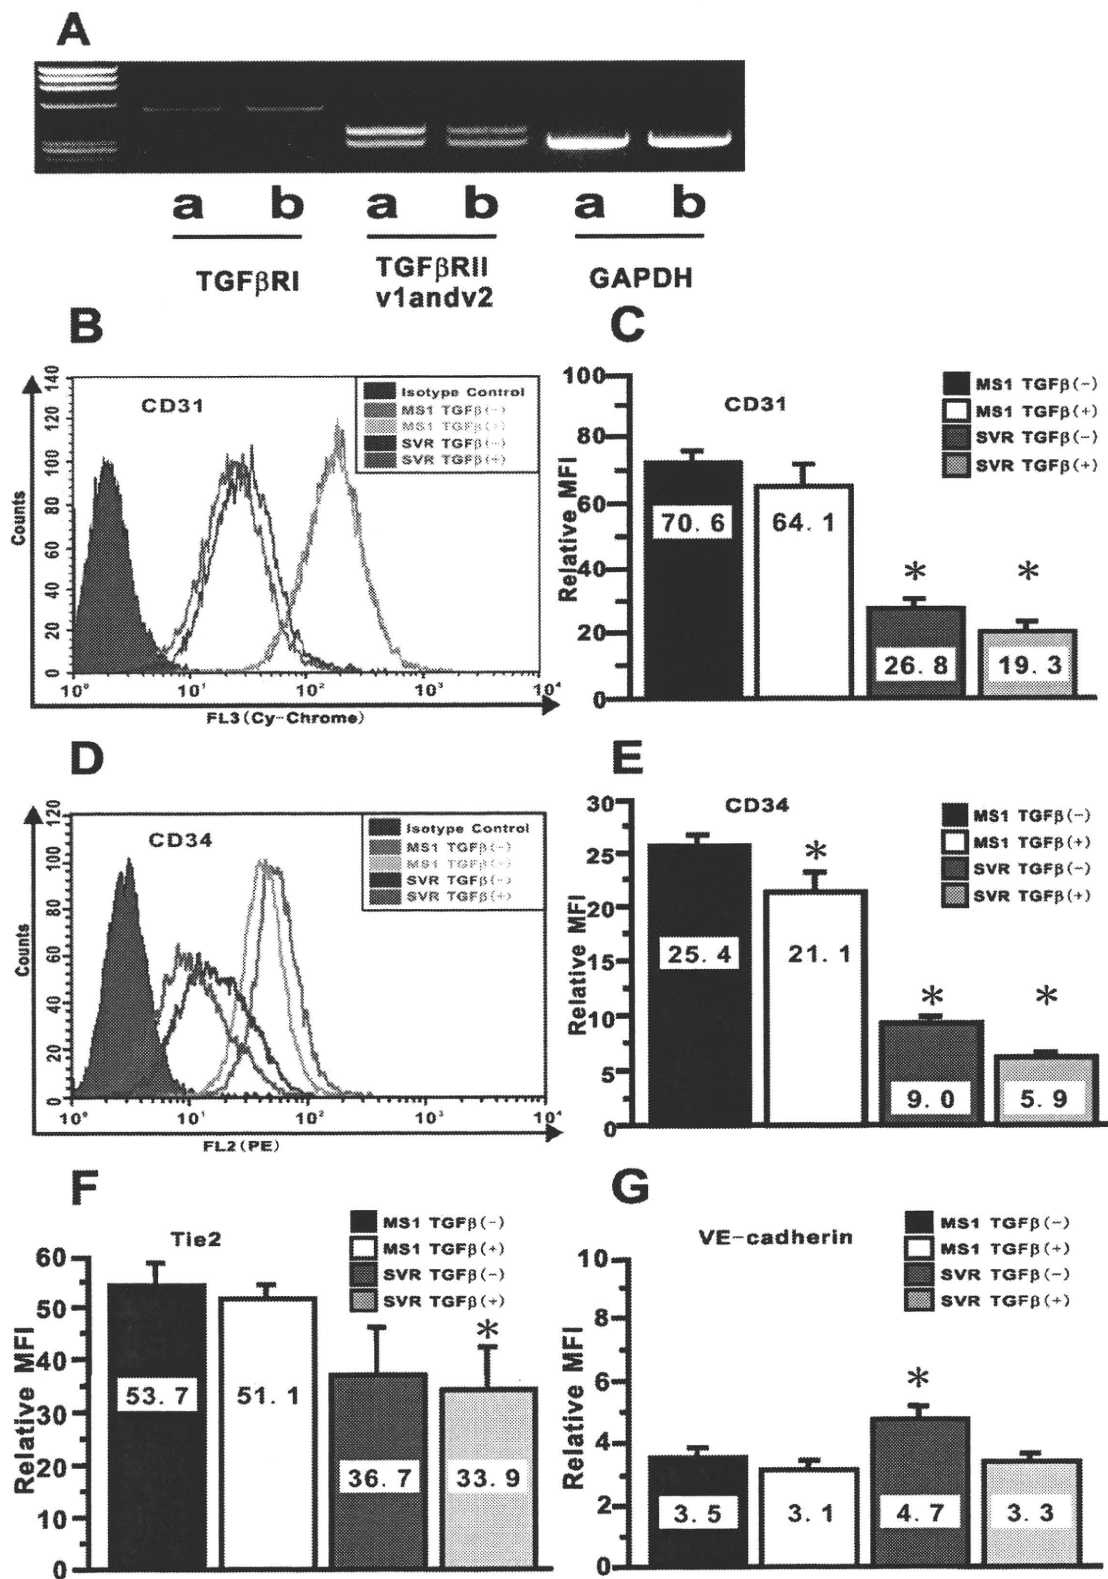 A
a b a b a b
TGFβRI
TGFβRII
v1andv2
GAPDH
B
140
120
100
80
60
40
20
0
Counts
CD31
Isotype Control
MS1 TGFβ(-)
MS1 TGFβ(+)
SVR TGFβ(-)
SVR TGFβ(+)
10⁰ 10¹ 10² 10³ 10⁴
FL3(Cy-Chrome)
C
100
80
60
40
20
0
Relative MFI
CD31
MS1 TGFβ(-)
MS1 TGFβ(+)
SVR TGFβ(-)
SVR TGFβ(+)
70.6
64.1
*
26.8
*
19.3
D
120
100
80
60
40
20
0
Counts
CD34
Isotype Control
MS1 TGFβ(-)
MS1 TGFβ(+)
SVR TGFβ(-)
SVR TGFβ(+)
10⁰ 10¹ 10² 10³ 10⁴
FL2(PE)
E
30
25
20
15
10
5
0
Relative MFI
CD34
MS1 TGFβ(-)
MS1 TGFβ(+)
SVR TGFβ(-)
SVR TGFβ(+)
25.4
*
21.1
*
9.0
*
5.9
F
60
50
40
30
20
10
0
Relative MFI
Tie2
MS1 TGFβ(-)
MS1 TGFβ(+)
SVR TGFβ(-)
SVR TGFβ(+)
53.7
51.1
36.7
*
33.9
G
10
8
6
4
2
0
Relative MFI
VE-cadherin
MS1 TGFβ(-)
MS1 TGFβ(+)
SVR TGFβ(-)
SVR TGFβ(+)
3.5
3.1
*
4.7
3.3